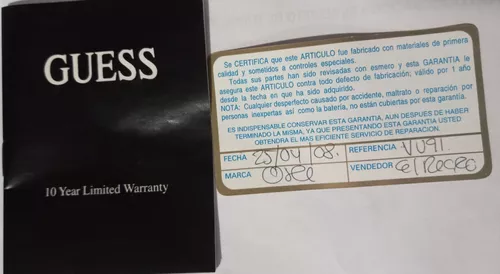 GUESS
10 Year Limited Warranty
Se CERTIFICA que este ARTICULO fue fabricado con materiales de primera
calidad y sometidos a controles especiales.
Todas sus partes han sido revisadas con esmero y esta GARANTIA le
asegura este ARTICULO contra todo defecto de fabricación; válido por 1 año
desde la fecha en que ha sido adquirido.
NOTA: Cualquier desperfecto causado por accidente, maltrato o reparación por
personas inexpertas así como la batería, no están cubiertas por esta garantía.
ES INDISPENSABLE CONSERVAR ESTA GARANTIA, AUN DESPUES DE HABER
TERMINADO LA MISMA, YA QUE PRESENTANDO ESTA GARANTIA USTED
OBTENDRA EL MAS EFICIENTE SERVICIO DE REPARACION.
FECHA 25/04/08. REFERENCIA VU91.
MARCA VENDEDOR